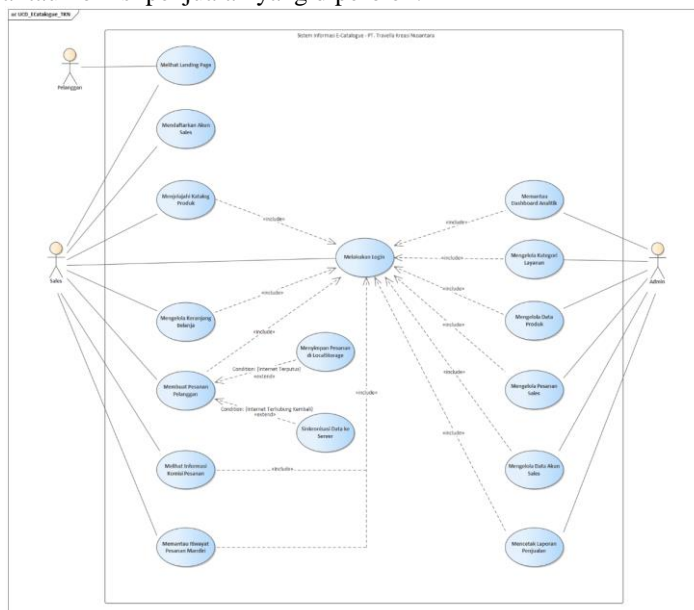 uc UCD_ECatalogue_TKN
Sistem Informasi E-Catalogue - PT. Travella Kreasi Nusantara
Pelanggan
Melihat Landing Page
Mendaftarkan Akun
Sales
Menjelajahi Katalog
Produk
Memantau
Dashboard Analitik
«include»
«include»
Sales
Melakukan Login
«include»
Mengelola Kategori
Layanan
Admin
«include»
Mengelola Keranjang
Belanja
«include»
Mengelola Data
Produk
«include»
Menyimpan Pesanan
di LocalStorage
«include»
Condition: {Internet Terputus}
«extend»
Membuat Pesanan
Pelanggan
«include»
Mengelola Pesanan
Sales
Condition: {Internet Terhubung Kembali}
«extend»
Sinkronisasi Data ke
Server
«include»
«include»
Melihat Informasi
Komisi Pesanan
«include»
Mengelola Data Akun
Sales
Memantau Riwayat
Pesanan Mandiri
«include»
Mencetak Laporan
Penjualan